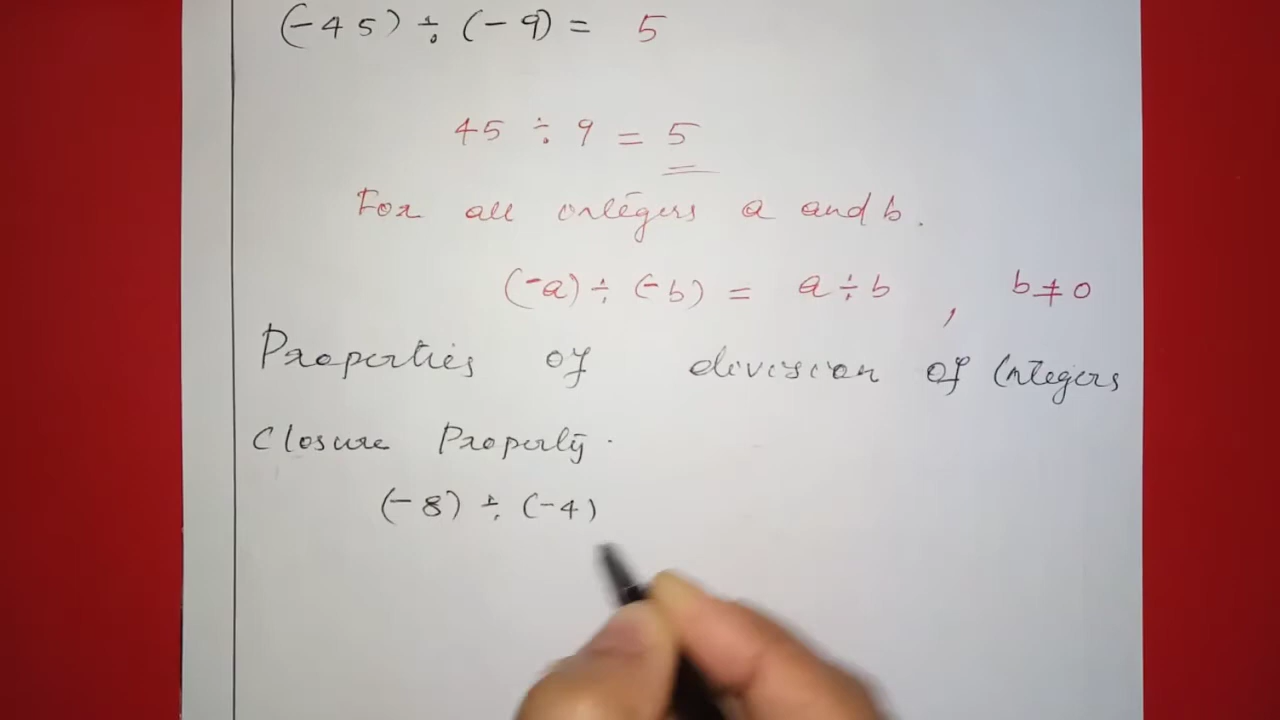 (-45) ÷ (-9) = 5
45 ÷ 9 = 5
For all integers a and b.
(-a) ÷ (-b) = a ÷ b , b ≠ 0
Properties of division of Integers
Closure Property.
(-8) ÷ (-4)